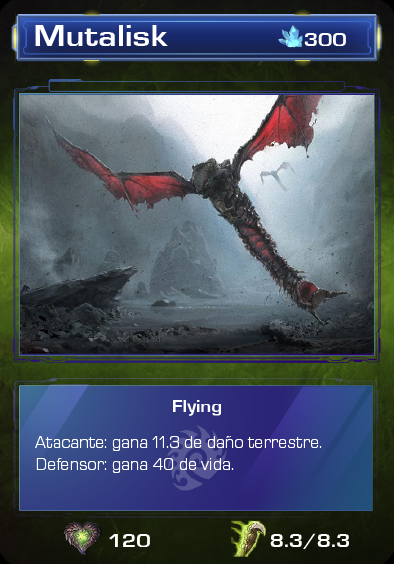 Mutalisk 300
Flying
Atacante: gana 11.3 de daño terrestre.
Defensor: gana 40 de vida.
120 8.3/8.3